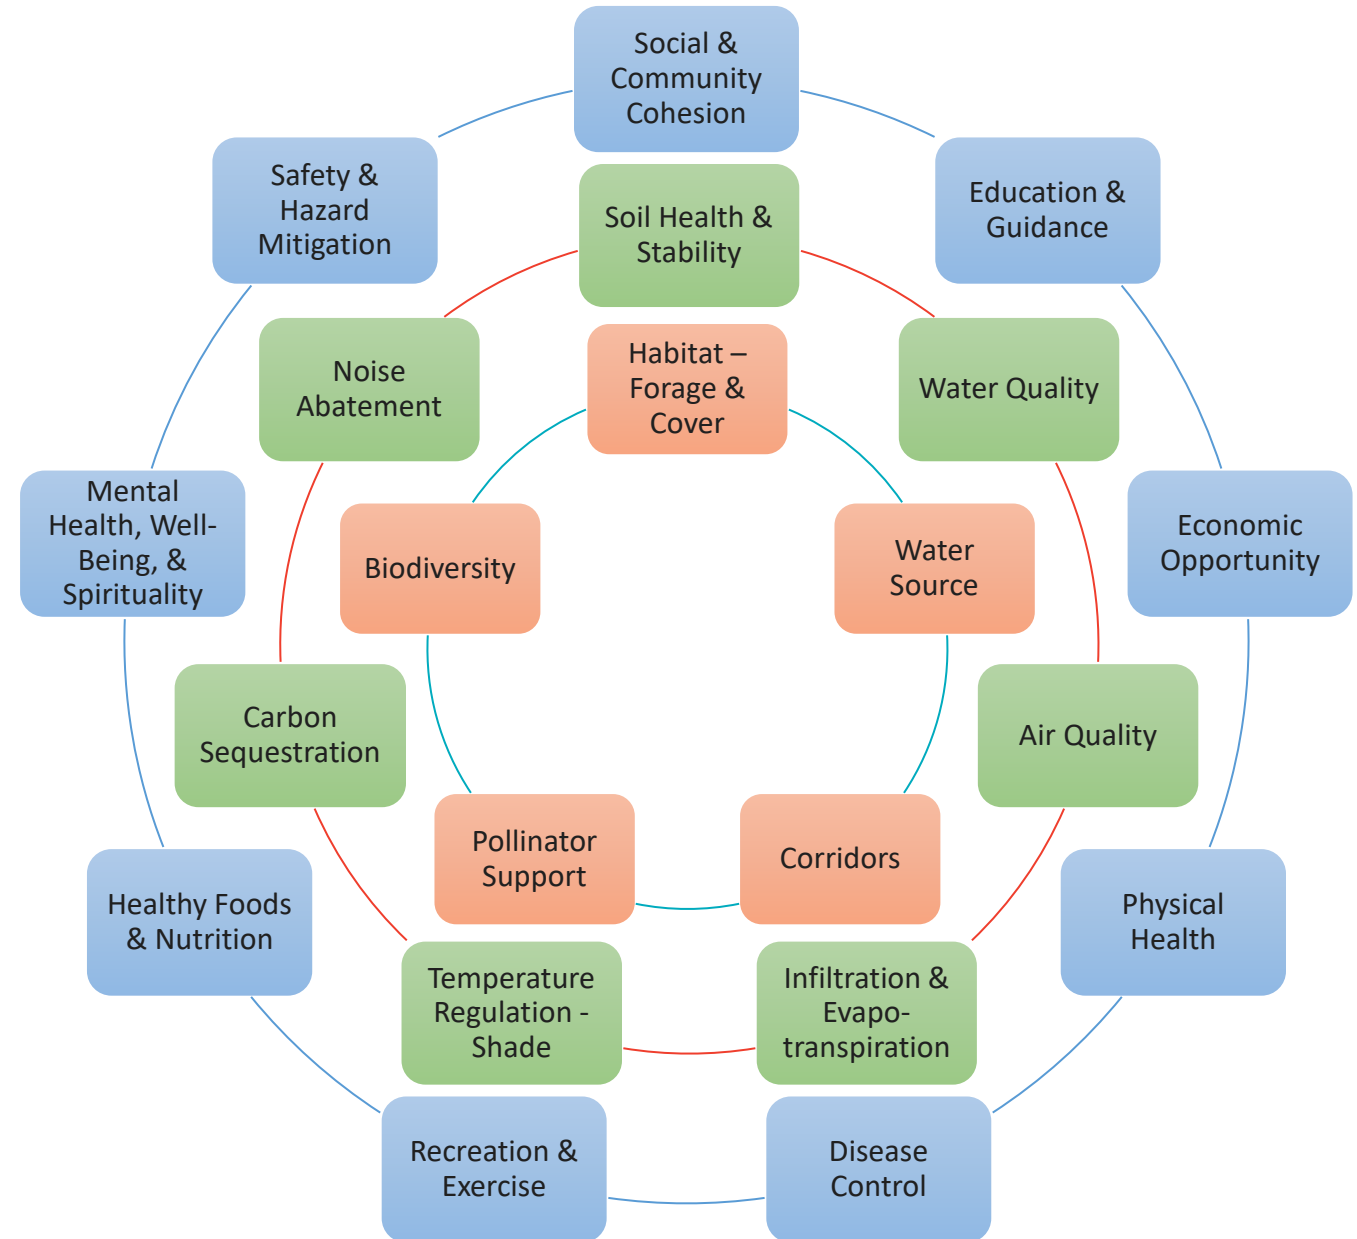 Social &
Community
Cohesion
Safety &
Hazard
Mitigation
Education &
Guidance
Soil Health &
Stability
Noise
Abatement
Habitat –
Forage &
Cover
Water Quality
Mental
Health, Well-
Being, &
Spirituality
Biodiversity
Water
Source
Economic
Opportunity
Carbon
Sequestration
Air Quality
Pollinator
Support
Corridors
Healthy Foods
& Nutrition
Physical
Health
Temperature
Regulation -
Shade
Infiltration &
Evapo-
transpiration
Recreation &
Exercise
Disease
Control